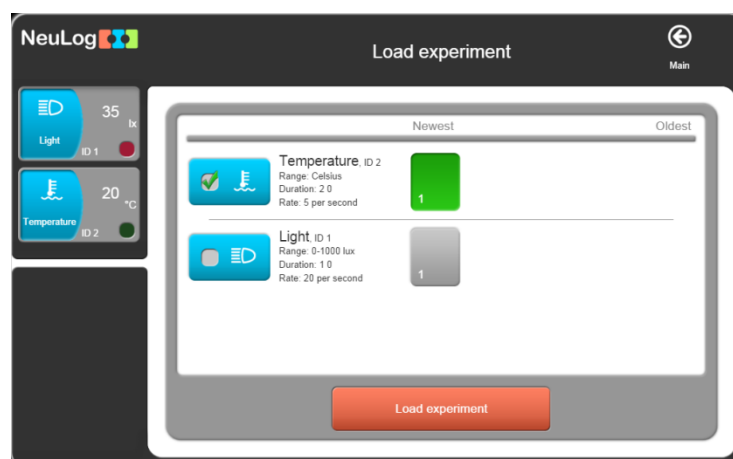 NeuLog
Load experiment
Main
35
lx
Light
ID 1
20
°C
Temperature
ID 2
Newest
Oldest
Temperature, ID 2
Range: Celsius
Duration: 2 0
Rate: 5 per second
1
Light, ID 1
Range: 0-1000 lux
Duration: 1 0
Rate: 20 per second
1
Load experiment